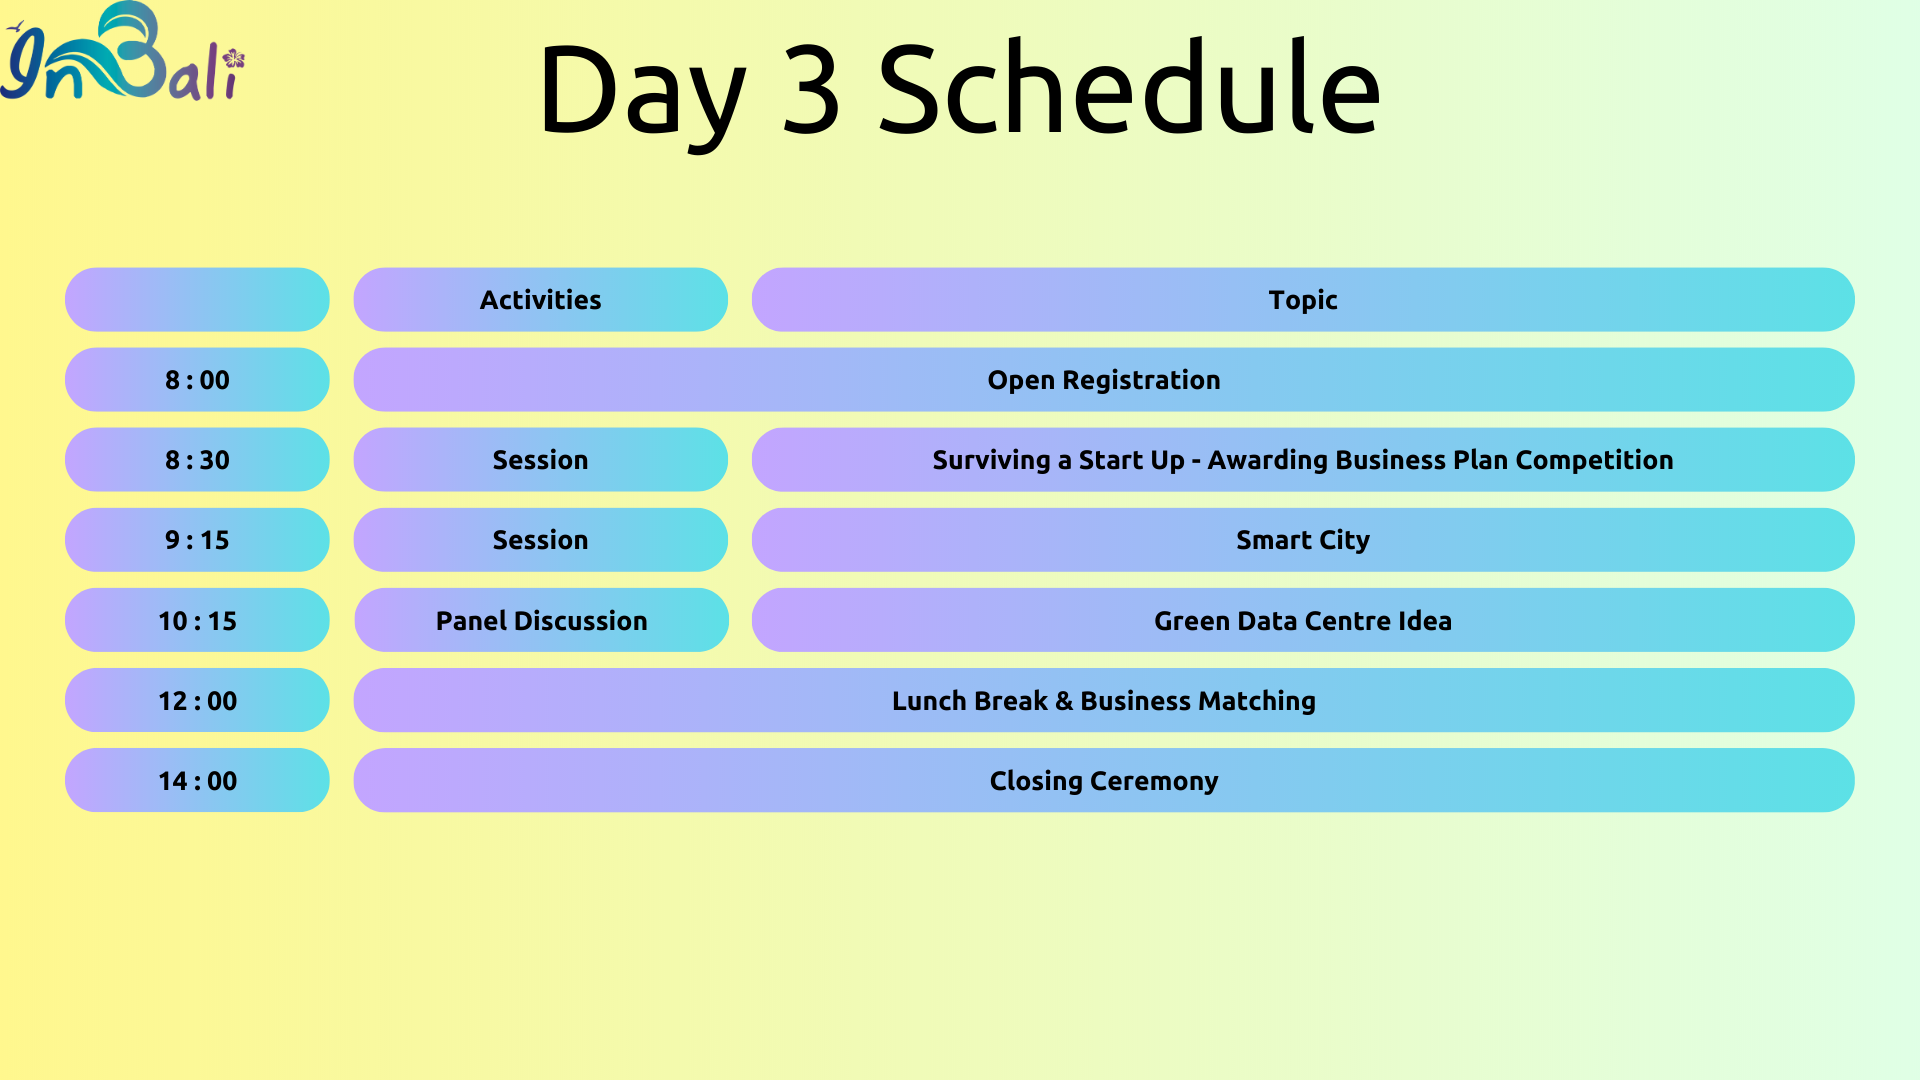 InBali
Day 3 Schedule
Activities
Topic
8 : 00
Open Registration
8 : 30
Session
Surviving a Start Up - Awarding Business Plan Competition
9 : 15
Session
Smart City
10 : 15
Panel Discussion
Green Data Centre Idea
12 : 00
Lunch Break & Business Matching
14 : 00
Closing Ceremony